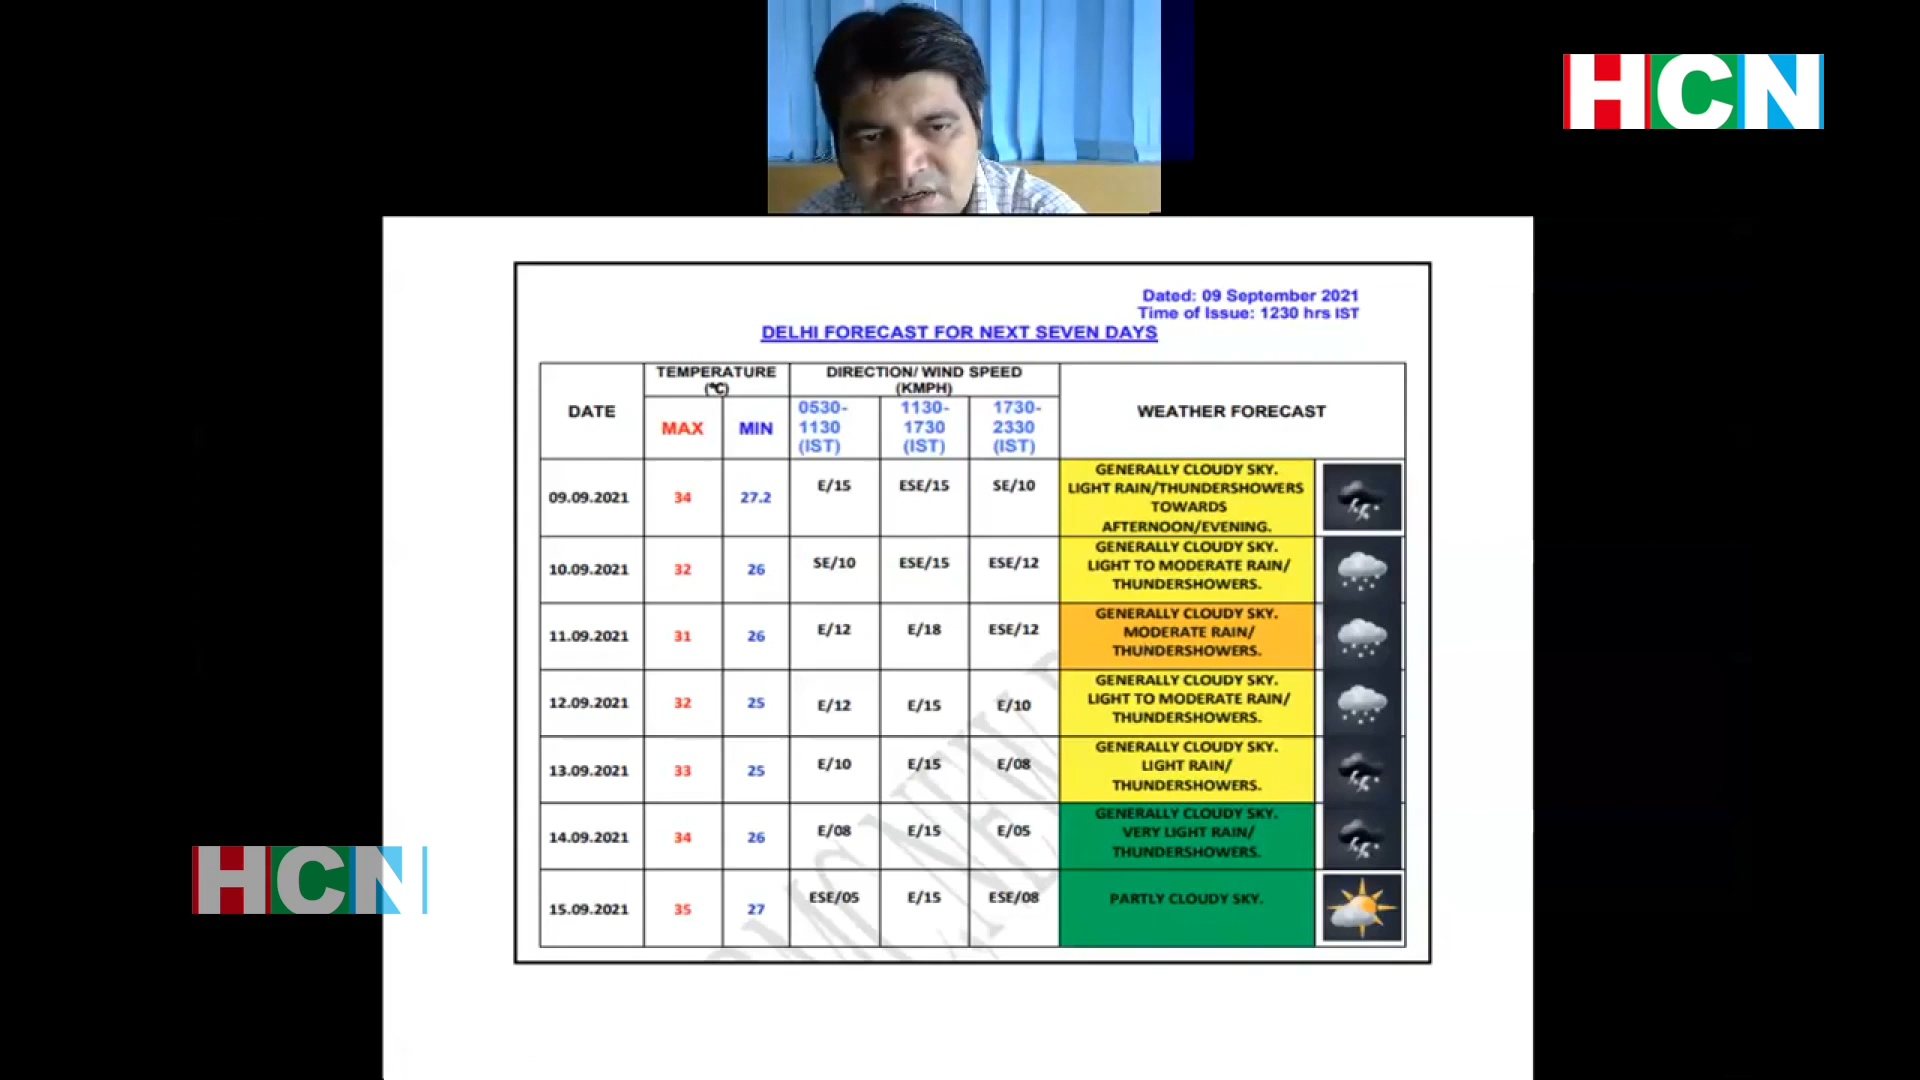 HCN
Dated: 09 September 2021
Time of Issue: 1230 hrs IST
DELHI FORECAST FOR NEXT SEVEN DAYS
DATE
TEMPERATURE
(℃)
MAX
MIN
DIRECTION/ WIND SPEED
(KMPH)
0530-
1130
(IST)
1130-
1730
(IST)
1730-
2330
(IST)
WEATHER FORECAST
09.09.2021 34 27.2 E/15 ESE/15 SE/10
GENERALLY CLOUDY SKY.
LIGHT RAIN/THUNDERSHOWERS
TOWARDS
AFTERNOON/EVENING.
10.09.2021 32 26 SE/10 ESE/15 ESE/12
GENERALLY CLOUDY SKY.
LIGHT TO MODERATE RAIN/
THUNDERSHOWERS.
11.09.2021 31 26 E/12 E/18 ESE/12
GENERALLY CLOUDY SKY.
MODERATE RAIN/
THUNDERSHOWERS.
12.09.2021 32 25 E/12 E/15 E/10
GENERALLY CLOUDY SKY.
LIGHT TO MODERATE RAIN/
THUNDERSHOWERS.
13.09.2021 33 25 E/10 E/15 E/08
GENERALLY CLOUDY SKY.
LIGHT RAIN/
THUNDERSHOWERS.
14.09.2021 34 26 E/08 E/15 E/05
GENERALLY CLOUDY SKY.
VERY LIGHT RAIN/
THUNDERSHOWERS.
15.09.2021 35 27 ESE/05 E/15 ESE/08
PARTLY CLOUDY SKY.
HCN